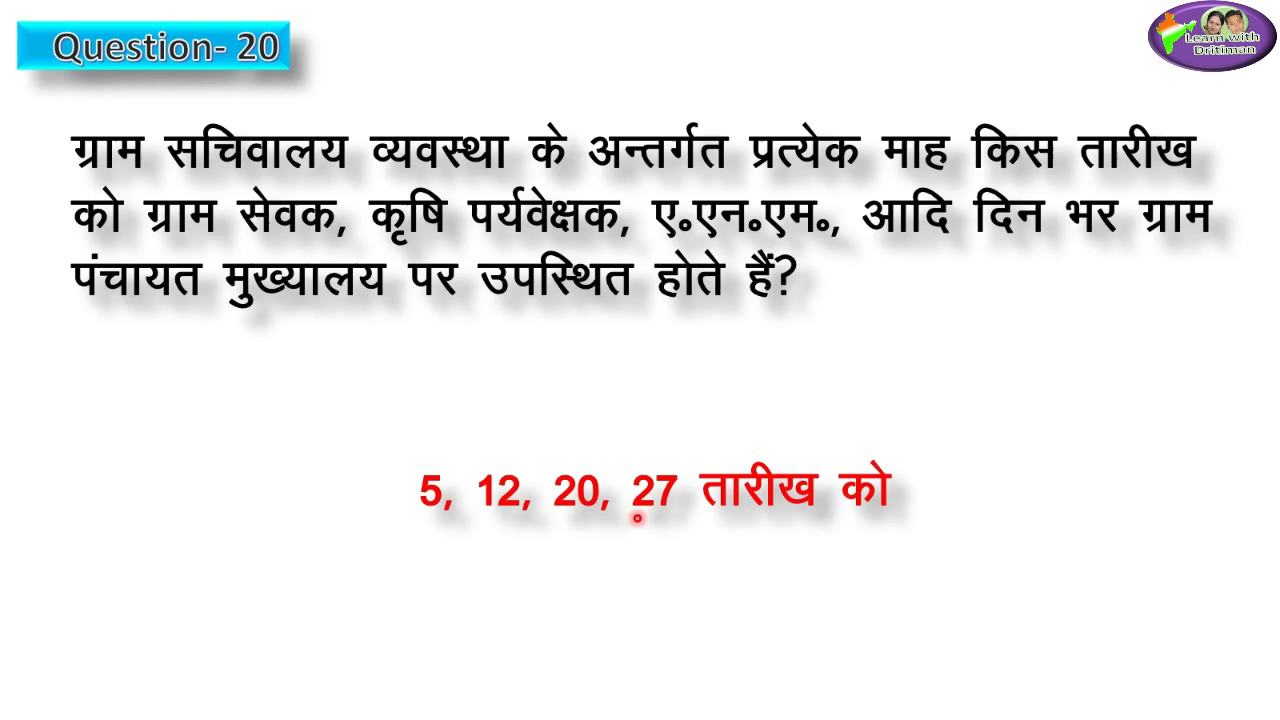 Question- 20
Learn with
Dritiman
ग्राम सचिवालय व्यवस्था के अन्तर्गत प्रत्येक माह किस तारीख
को ग्राम सेवक, कृषि पर्यवेक्षक, ए॰एन॰एम॰, आदि दिन भर ग्राम
पंचायत मुख्यालय पर उपस्थित होते हैं?
5, 12, 20, 27 तारीख को